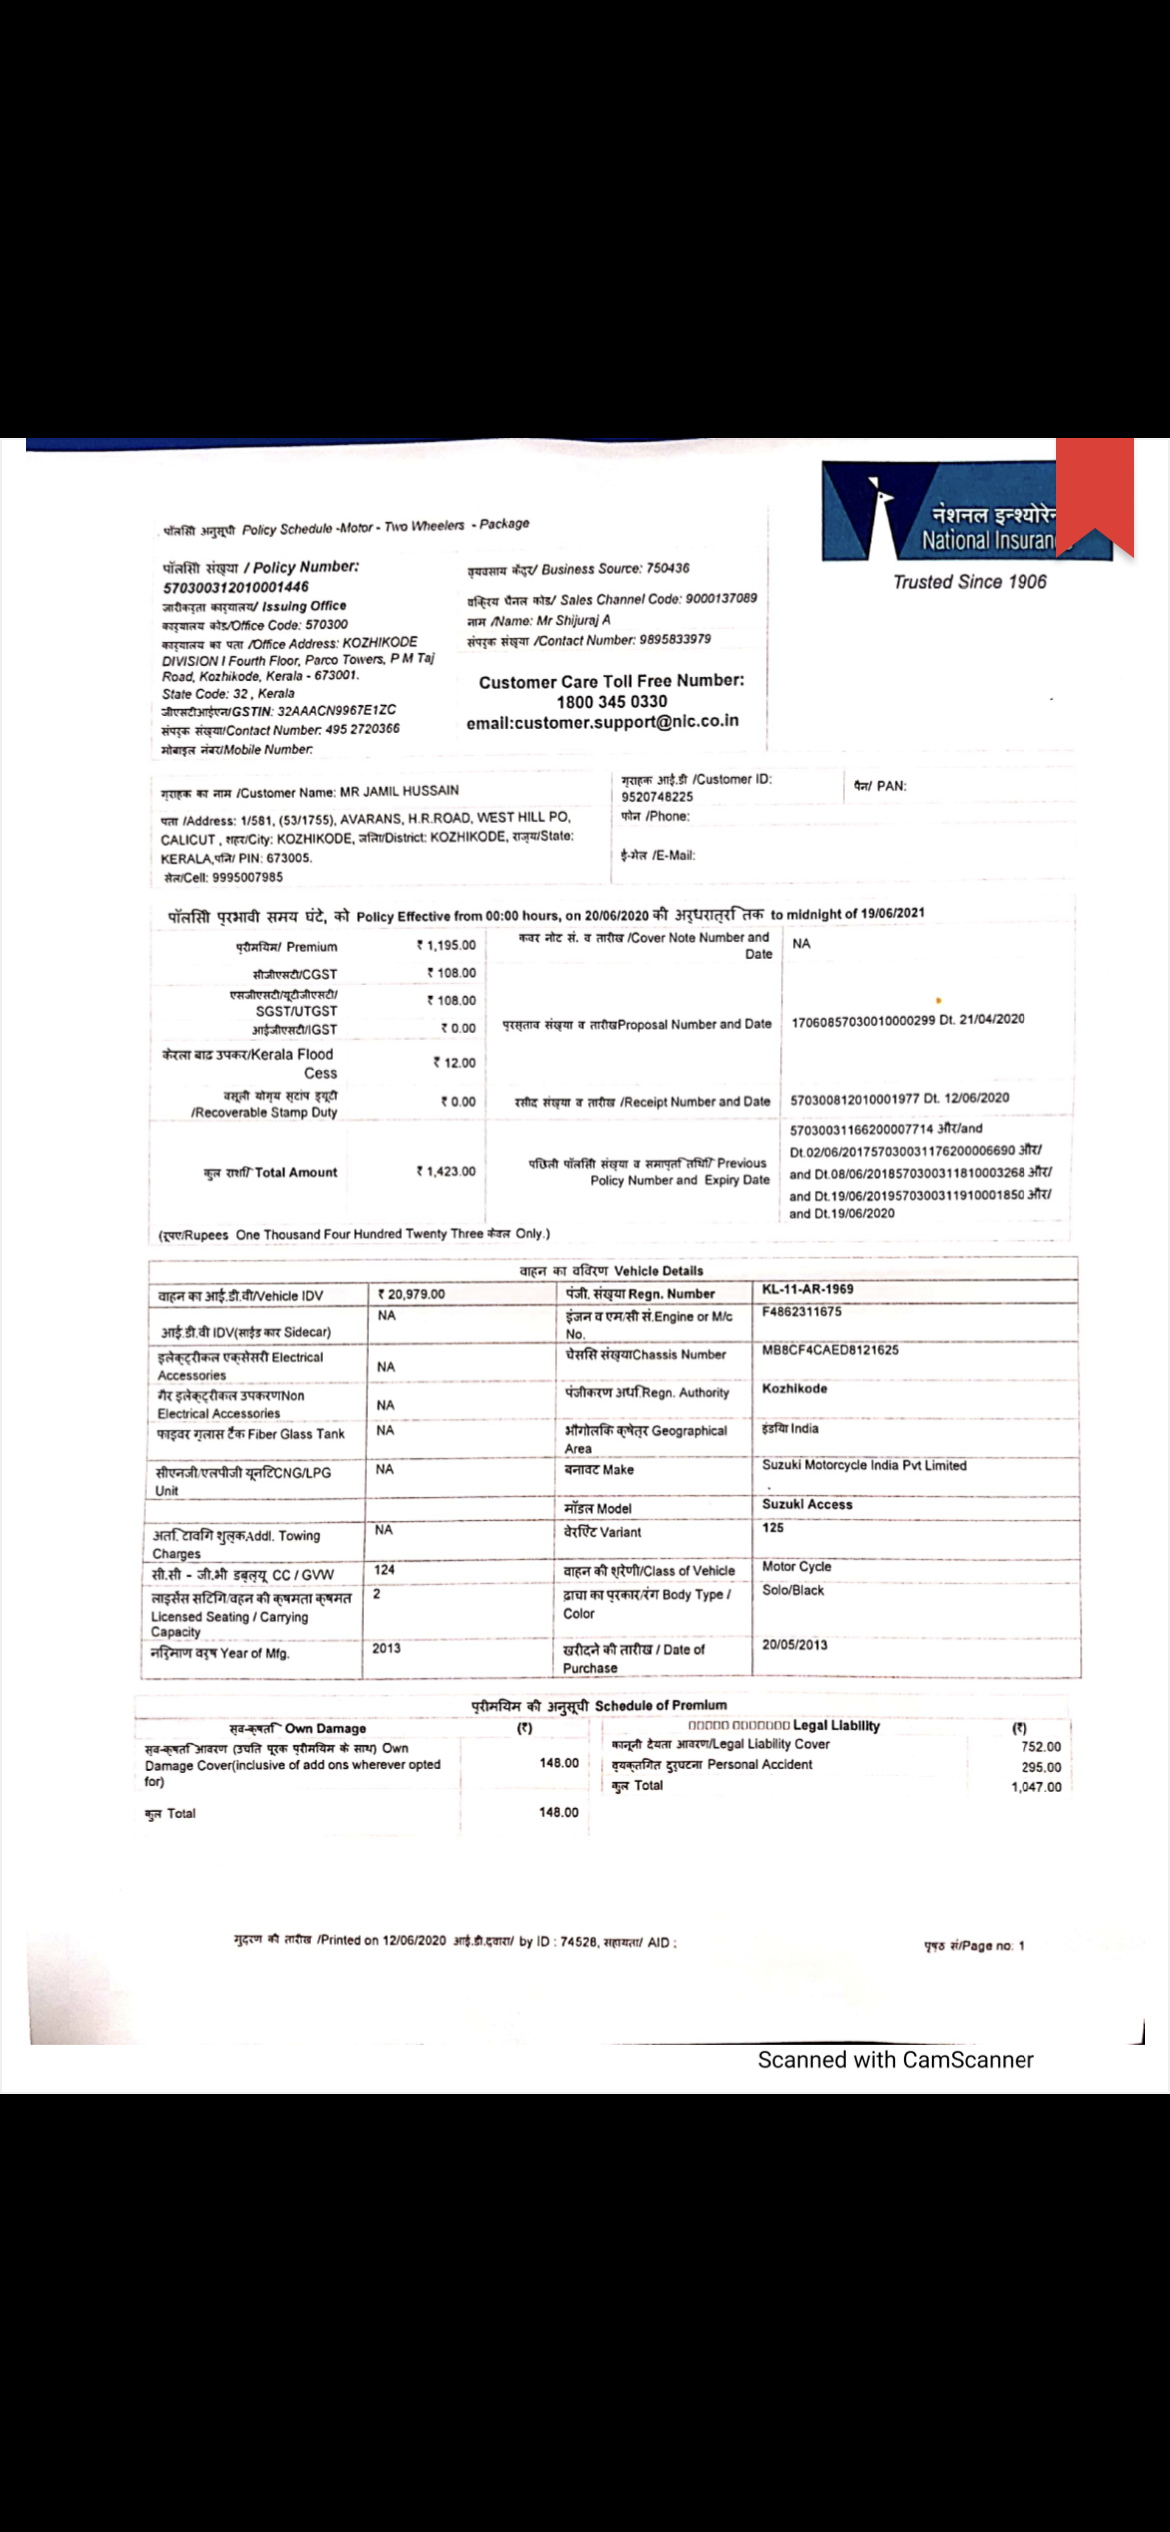 पॉलिसी अनुसूची Policy Schedule -Motor - Two Wheelers - Package
नेशनल इन्श्योरेन
National Insuran
Trusted Since 1906
पॉलिसी संख्या / Policy Number:
570300312010001446
जारीकर्ता कार्यालय/ Issuing Office
कार्यालय कोड/Office Code: 570300
कार्यालय का पता /Office Address: KOZHIKODE
DIVISION I Fourth Floor, Parco Towers, P M Taj
Road, Kozhikode, Kerala - 673001.
State Code: 32 , Kerala
जीएसटीआईएन/GSTIN: 32AAACN9967E1ZC
संपर्क संख्या/Contact Number: 495 2720366
मोबाइल नंबर/Mobile Number:
व्यवसाय केंद्र/ Business Source: 750436
विक्रय चैनल कोड/ Sales Channel Code: 9000137089
नाम /Name: Mr Shijuraj A
संपर्क संख्या /Contact Number: 9895833979
Customer Care Toll Free Number:
1800 345 0330
email:customer.support@nic.co.in
ग्राहक का नाम /Customer Name: MR JAMIL HUSSAIN
पता /Address: 1/581, (53/1755), AVARANS, H.R.ROAD, WEST HILL PO,
CALICUT , शहर/City: KOZHIKODE, जिला/District: KOZHIKODE, राज्य/State:
KERALA,पिन/ PIN: 673005.
सेल/Cell: 9995007985
ग्राहक आई.डी /Customer ID:
9520748225
पैन/ PAN:
फोन /Phone:
ई-मेल /E-Mail:
पॉलिसी प्रभावी समय घंटे, को Policy Effective from 00:00 hours, on 20/06/2020 की अर्धरात्रि तक to midnight of 19/06/2021
प्रीमियम/ Premium ₹ 1,195.00 कवर नोट सं. व तारीख /Cover Note Number and
Date NA
सीजीएसटी/CGST ₹ 108.00
एसजीएसटी/यूटीजीएसटी/
SGST/UTGST ₹ 108.00
आईजीएसटी/IGST ₹ 0.00 प्रस्ताव संख्या व तारीखProposal Number and Date 17060857030010000299 Dt. 21/04/2020
केरला बाढ उपकर/Kerala Flood
Cess ₹ 12.00
वसूली योग्य स्टांप ड्यूटी
/Recoverable Stamp Duty ₹ 0.00 रसीद संख्या व तारीख /Receipt Number and Date 570300812010001977 Dt. 12/06/2020
कुल राशि Total Amount ₹ 1,423.00 पिछली पॉलिसी संख्या व समाप्ति तिथि Previous
Policy Number and Expiry Date
57030031166200007714 और/and
Dt.02/06/2017570300311762000066​90 और/
and Dt.08/06/2018570300311810003268 और/
and Dt.19/06/2019570300311910001850 और/
and Dt.19/06/2020
(रुपए/Rupees One Thousand Four Hundred Twenty Three केवल Only.)
वाहन का विवरण Vehicle Details
वाहन का आई.डी.वी/Vehicle IDV ₹ 20,979.00 पंजी. संख्या Regn. Number KL-11-AR-1969
आई.डी.वी IDV(साईड कार Sidecar) NA इंजन व एम/सी सं.Engine or M/c
No. F4862311675
इलेक्ट्रीकल एक्सेसरी Electrical
Accessories NA चेसिस संख्याChassis Number MB8CF4CAED8121625
गैर इलेक्ट्रीकल उपकरणNon
Electrical Accessories NA पंजीकरण अधि Regn. Authority Kozhikode
फाइबर ग्लास टैंक Fiber Glass Tank NA भौगोलिक क्षेत्र Geographical
Area इंडिया India
सीएनजी/एलपीजी यूनिटCNG/LPG
Unit NA बनावट Make Suzuki Motorcycle India Pvt Limited
मॉडल Model Suzuki Access
अति. टाविंग शुल्कAddl. Towing
Charges NA वेरिएंट Variant 125
सी.सी - जी.भी डब्ल्यू CC / GVW 124 वाहन की श्रेणी/Class of Vehicle Motor Cycle
लाइसेंस सिटिंग/वहन की क्षमता क्षमत
Licensed Seating / Carrying
Capacity 2 ढ़ाचा का प्रकार/रंग Body Type /
Color Solo/Black
निर्माण वर्ष Year of Mfg. 2013 खरीदने की तारीख / Date of
Purchase 20/05/2013
प्रीमियम की अनुसूची Schedule of Premium
स्व-क्षति Own Damage (₹)
स्व-क्षति आवरण (उचित पूरक प्रीमियम के साथ) Own
Damage Cover(inclusive of add ons wherever opted
for) 148.00
कुल Total 148.00
Legal Liability (₹)
कानूनी देयता आवरण/Legal Liability Cover 752.00
व्यक्तिगत दुर्घटना Personal Accident 295.00
कुल Total 1,047.00
मुद्रण की तारीख /Printed on 12/06/2020 आई.डी.द्वारा/ by ID : 74528, सहायता/ AID :
पृष्ठ सं/Page no: 1
Scanned with CamScanner